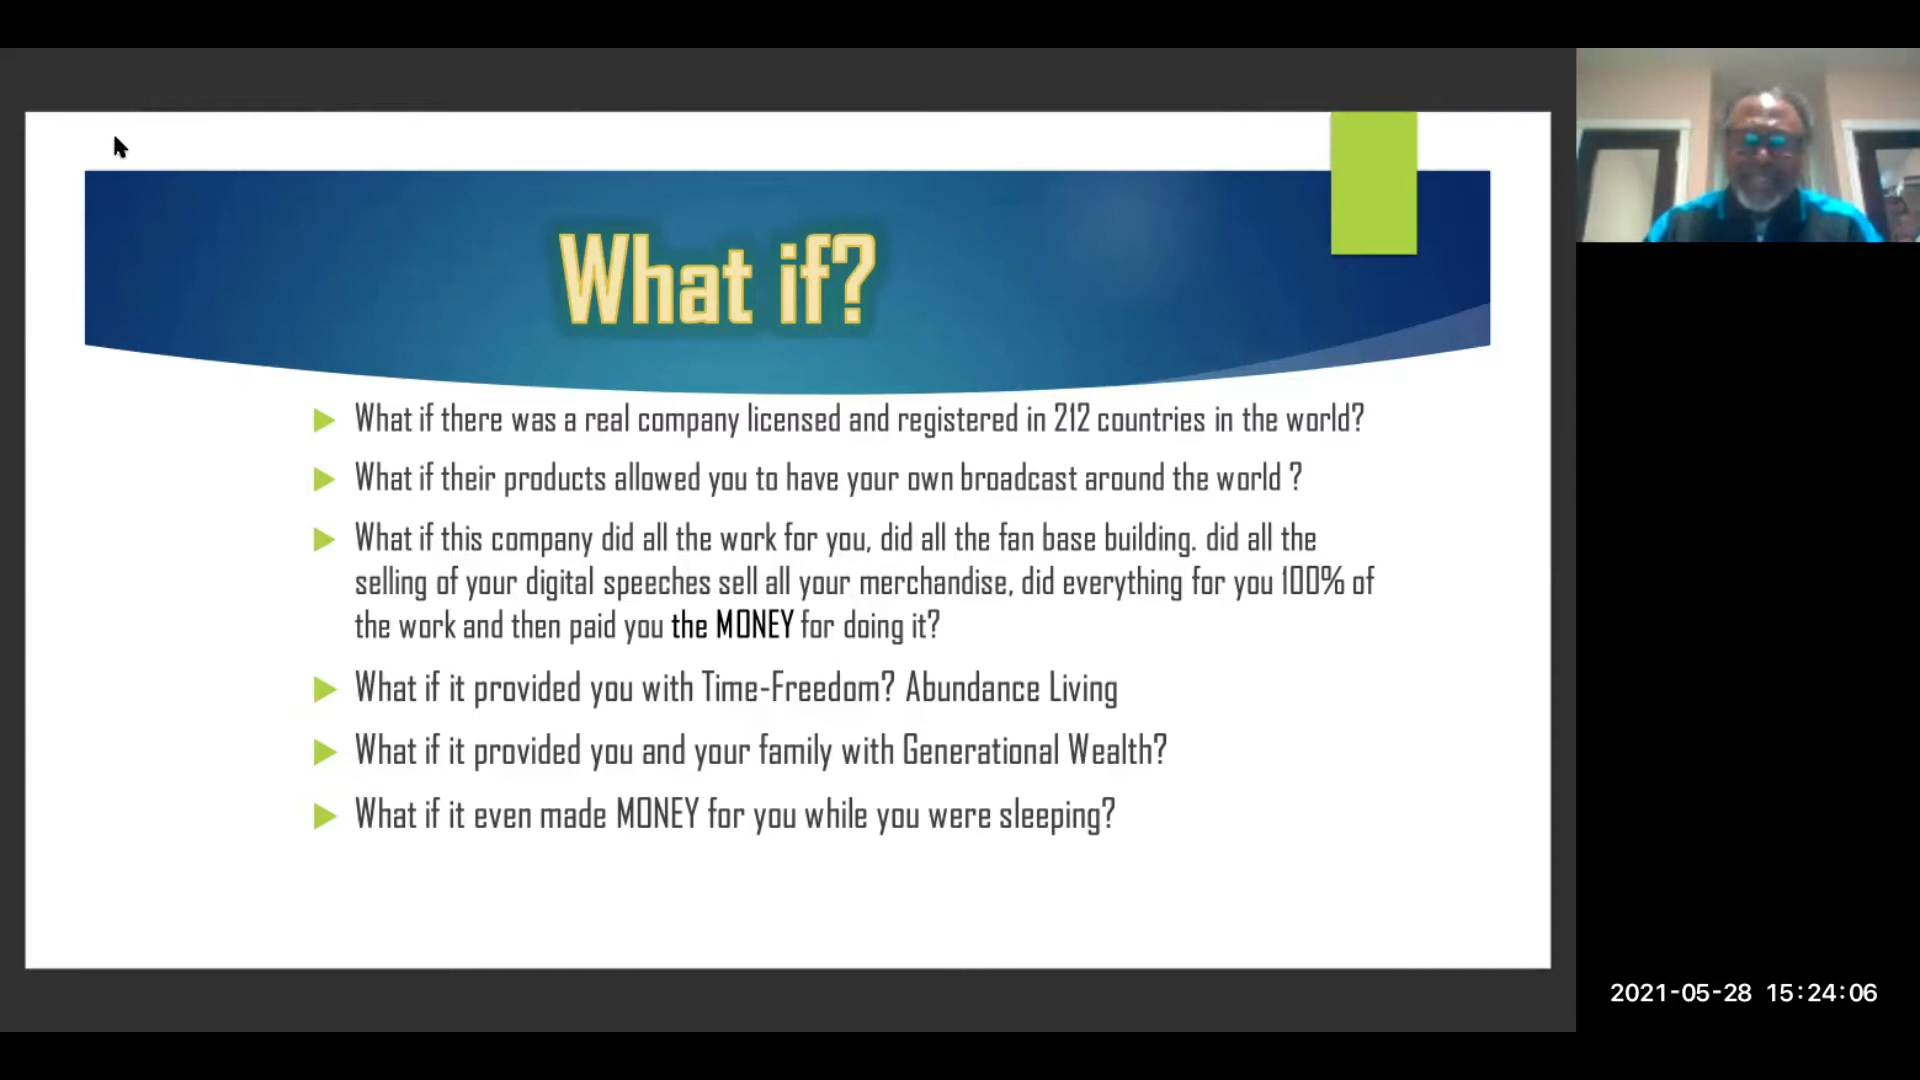 What if?
What if there was a real company licensed and registered in 212 countries in the world?
What if their products allowed you to have your own broadcast around the world ?
What if this company did all the work for you, did all the fan base building. did all the
selling of your digital speeches sell all your merchandise, did everything for you 100% of
the work and then paid you the MONEY for doing it?
What if it provided you with Time-Freedom? Abundance Living
What if it provided you and your family with Generational Wealth?
What if it even made MONEY for you while you were sleeping?
2021-05-28 15:24:06